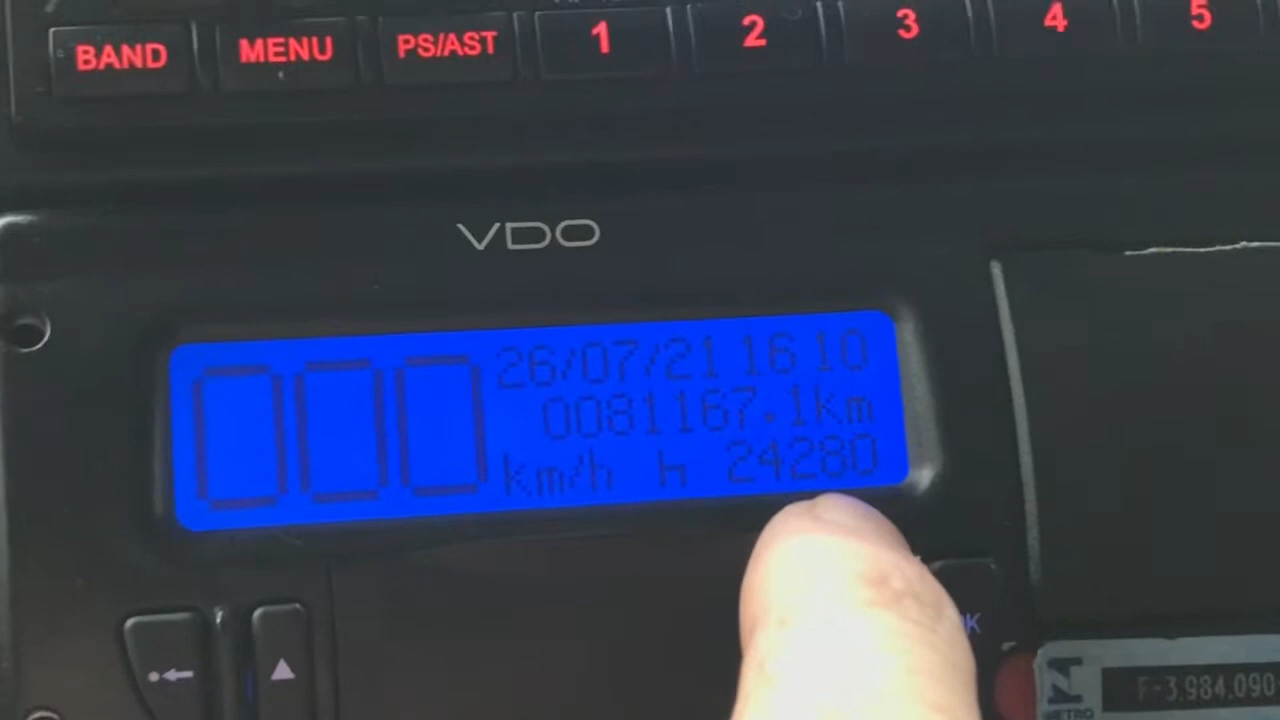 BAND MENU PS/AST 1 2 3 4 5
VDO
000 26/07/21 16 10
0081167.1Km
km/h H 24280
F-3.984.090